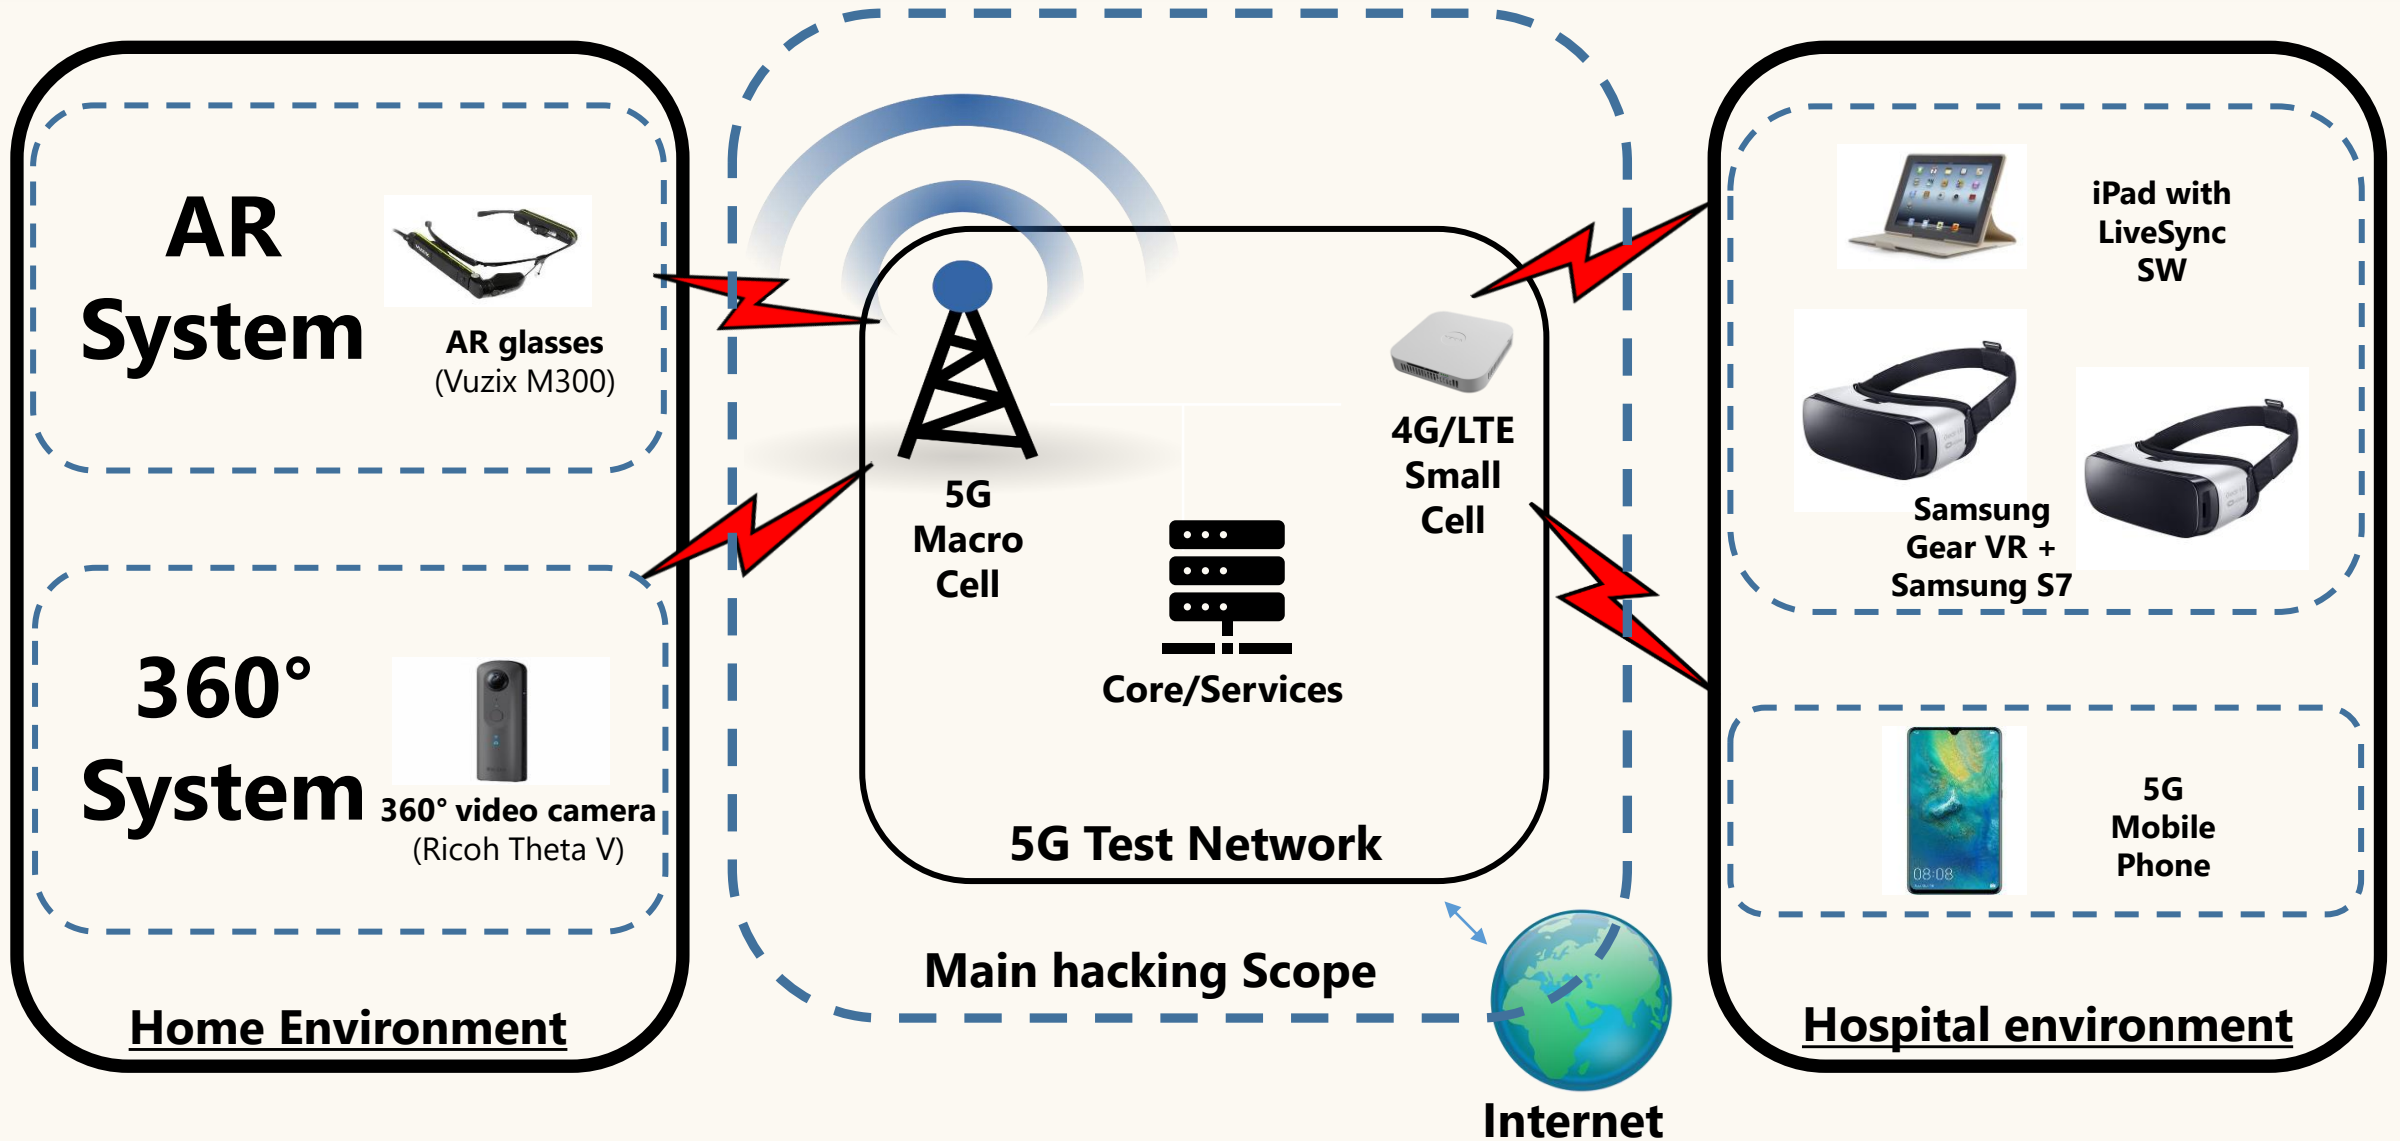 AR
System
AR glasses
(Vuzix M300)
360°
System
360° video camera
(Ricoh Theta V)
Home Environment
5G
Macro
Cell
4G/LTE
Small
Cell
Core/Services
5G Test Network
Main hacking Scope
Internet
iPad with
LiveSync
SW
Samsung
Gear VR +
Samsung S7
08:08
5G
Mobile
Phone
Hospital environment